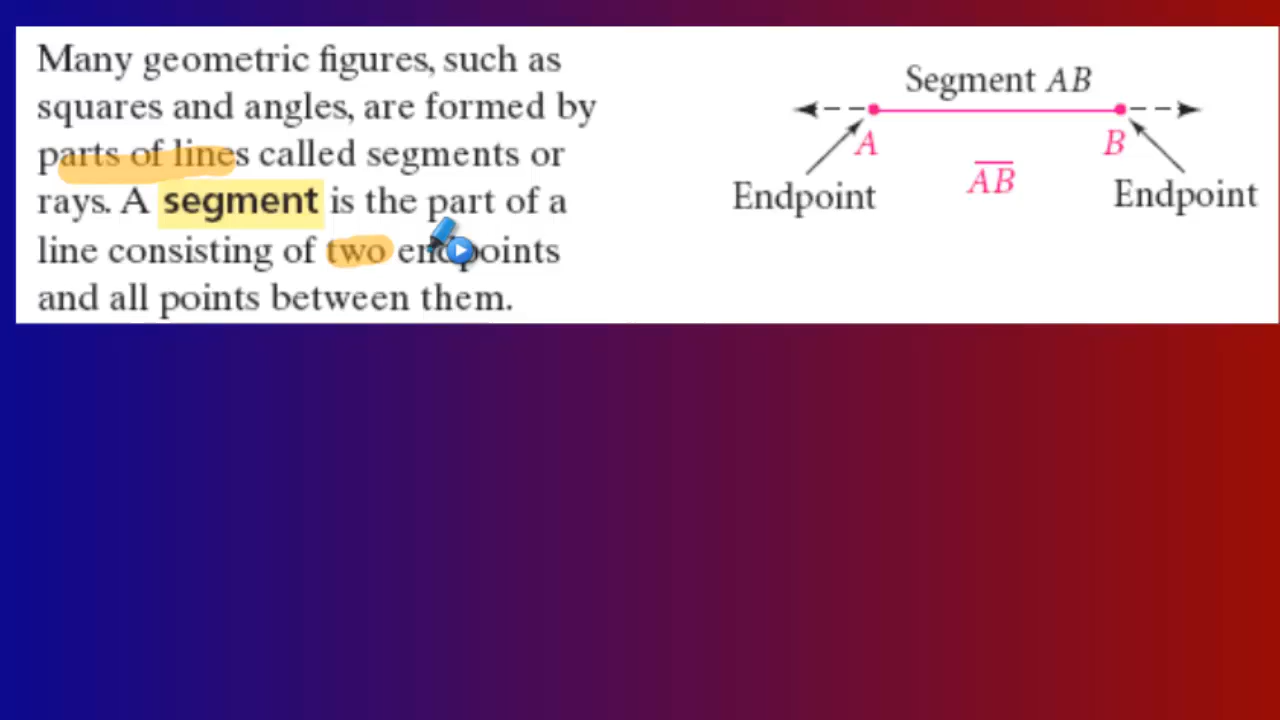 Many geometric figures, such as
squares and angles, are formed by
parts of lines called segments or
rays. A segment is the part of a
line consisting of two endpoints
and all points between them.
Segment AB
A
B
AB
Endpoint
Endpoint